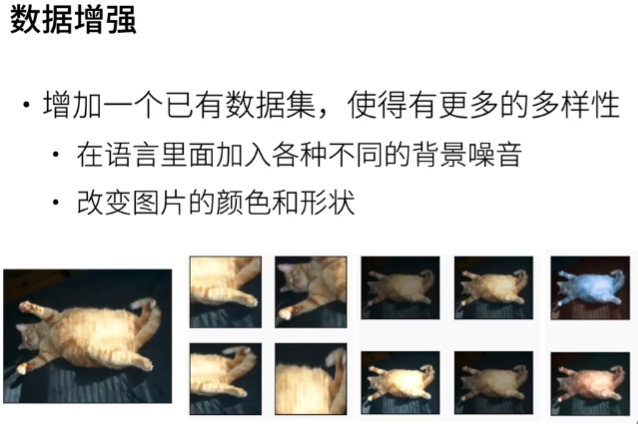 数据增强
• 增加一个已有数据集，使得有更多的多样性
• 在语言里面加入各种不同的背景噪音
• 改变图片的颜色和形状